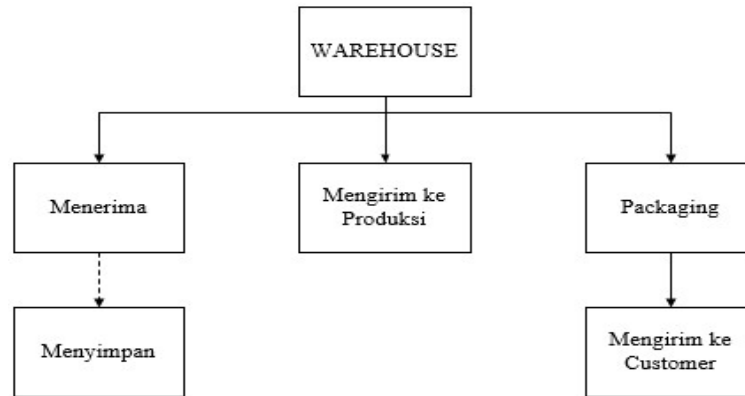 WAREHOUSE
Menerima
Mengirim ke
Produksi
Packaging
Menyimpan
Mengirim ke
Customer